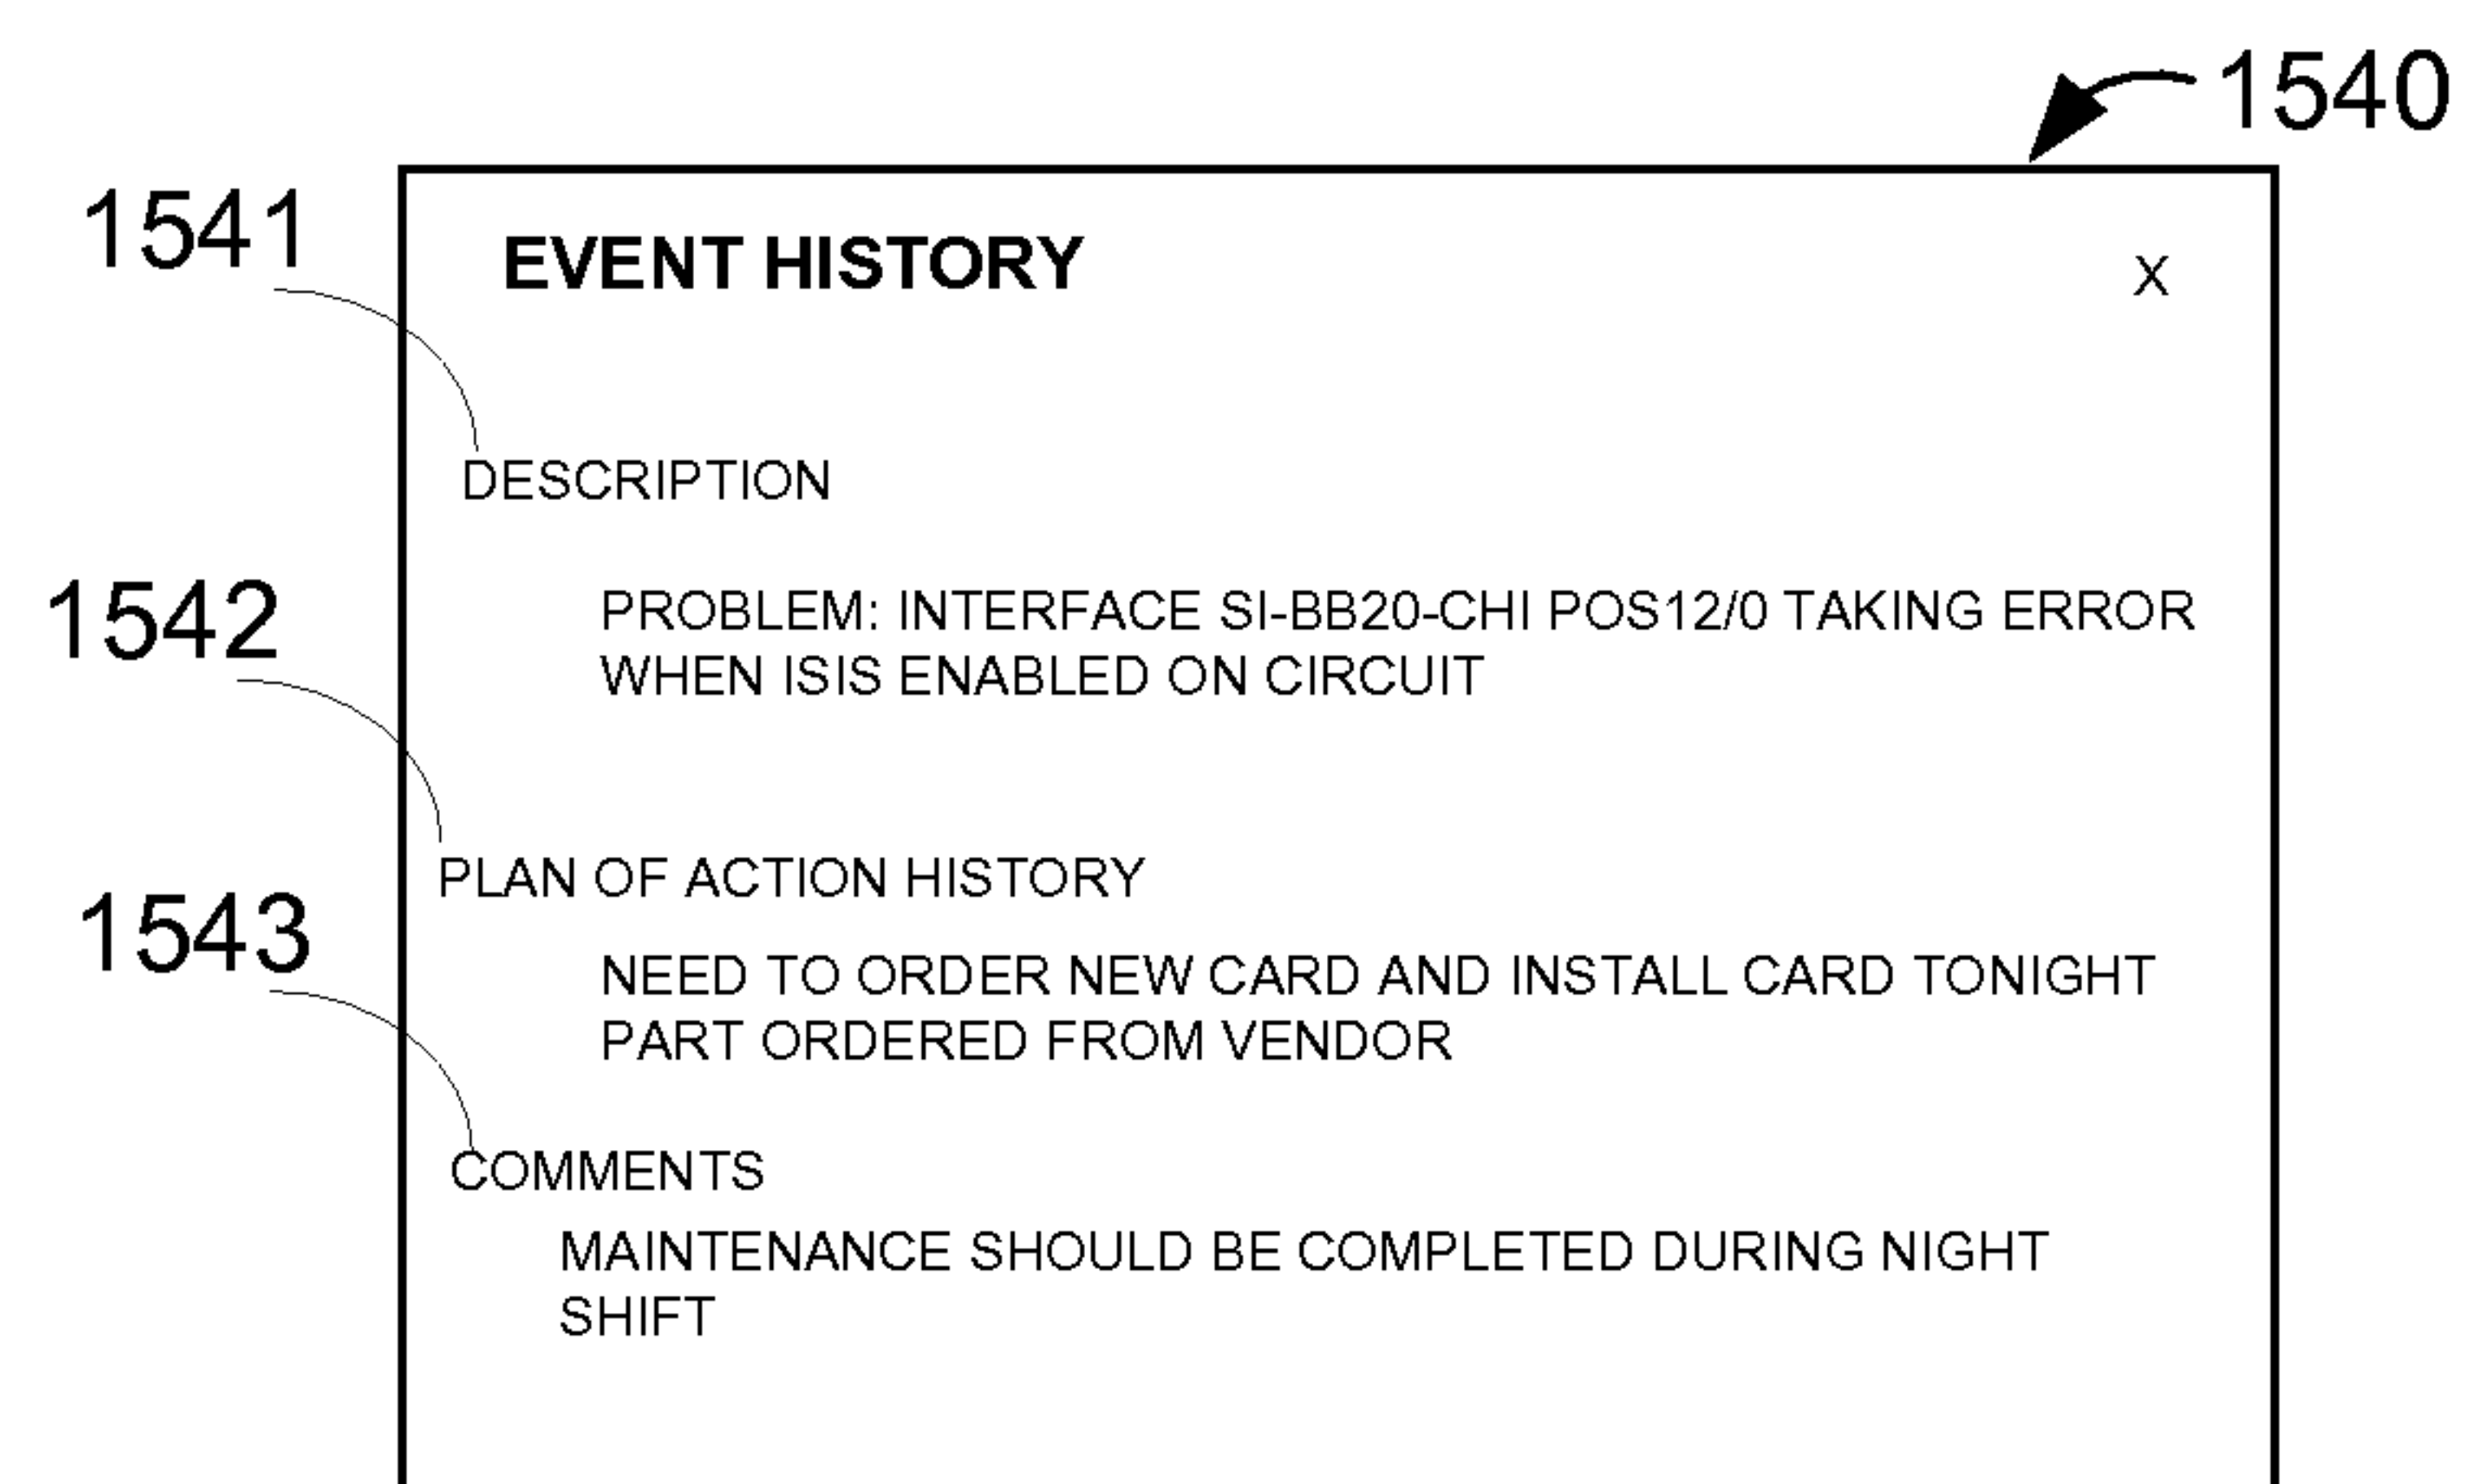 1540
1541
EVENT HISTORY X
DESCRIPTION
1542
PROBLEM: INTERFACE SI-BB20-CHI POS12/0 TAKING ERROR
WHEN ISIS ENABLED ON CIRCUIT
PLAN OF ACTION HISTORY
1543
NEED TO ORDER NEW CARD AND INSTALL CARD TONIGHT
PART ORDERED FROM VENDOR
COMMENTS
MAINTENANCE SHOULD BE COMPLETED DURING NIGHT
SHIFT